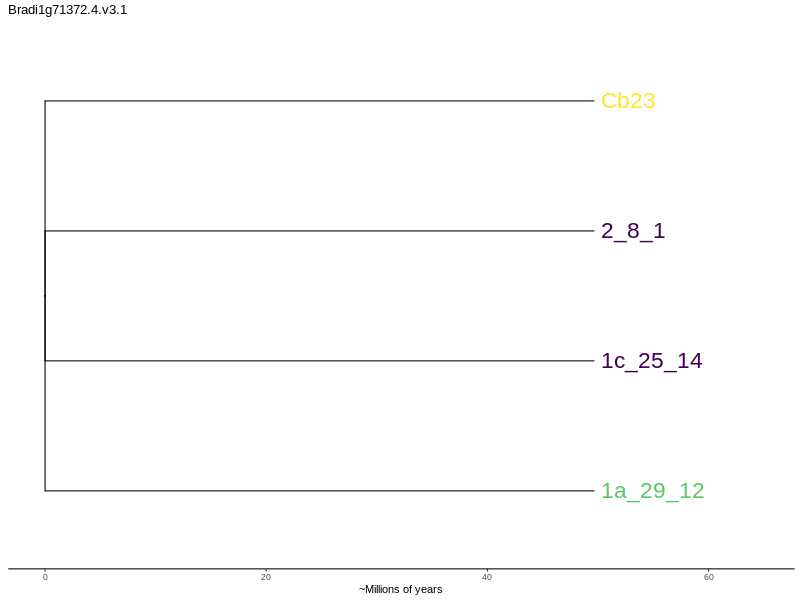 Bradi1g71372.4.v3.1
Cb23
2_8_1
1c_25_14
1a_29_12
0 20 40 60
~Millions of years